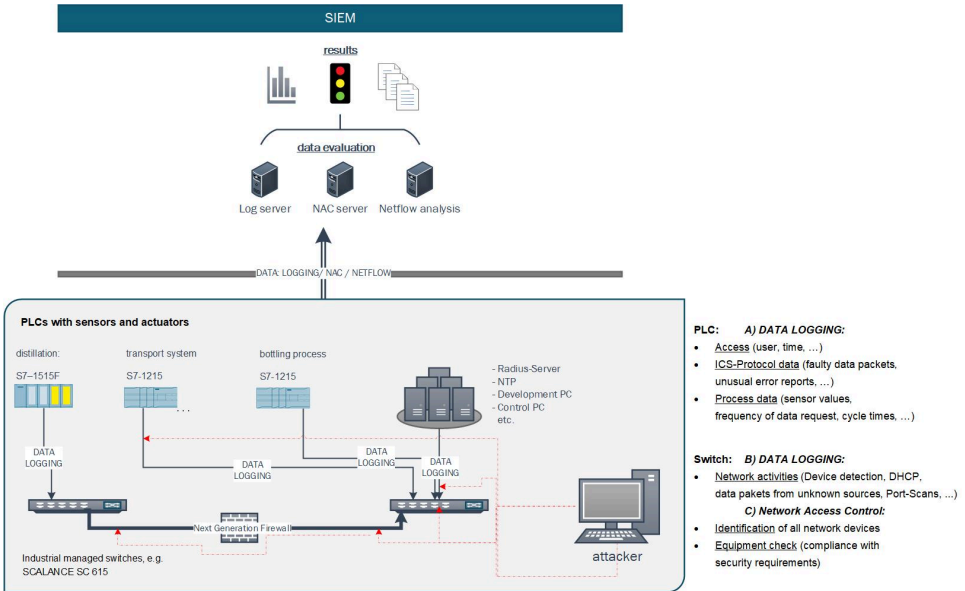 SIEM
results
data evaluation
Log server
NAC server
Netflow analysis
DATA: LOGGING/ NAC / NETFLOW
PLCs with sensors and actuators
distillation:
transport system
bottling process
S7–1515F
S7-1215
S7-1215
...
- Radius-Server
- NTP
- Development PC
- Control PC
etc.
DATA
LOGGING
DATA
LOGGING
DATA
LOGGING
DATA
LOGGING
Next Generation Firewall
attacker
Industrial managed switches, e.g.
SCALANCE SC 615
PLC: A) DATA LOGGING:
• Access (user, time, ...)
• ICS-Protocol data (faulty data packets,
unusual error reports, ...)
• Process data (sensor values,
frequency of data request, cycle times, ...)
Switch: B) DATA LOGGING:
• Network activities (Device detection, DHCP,
data pakets from unknown sources, Port-Scans, ...)
C) Network Access Control:
• Identification of all network devices
• Equipment check (compliance with
security requirements)